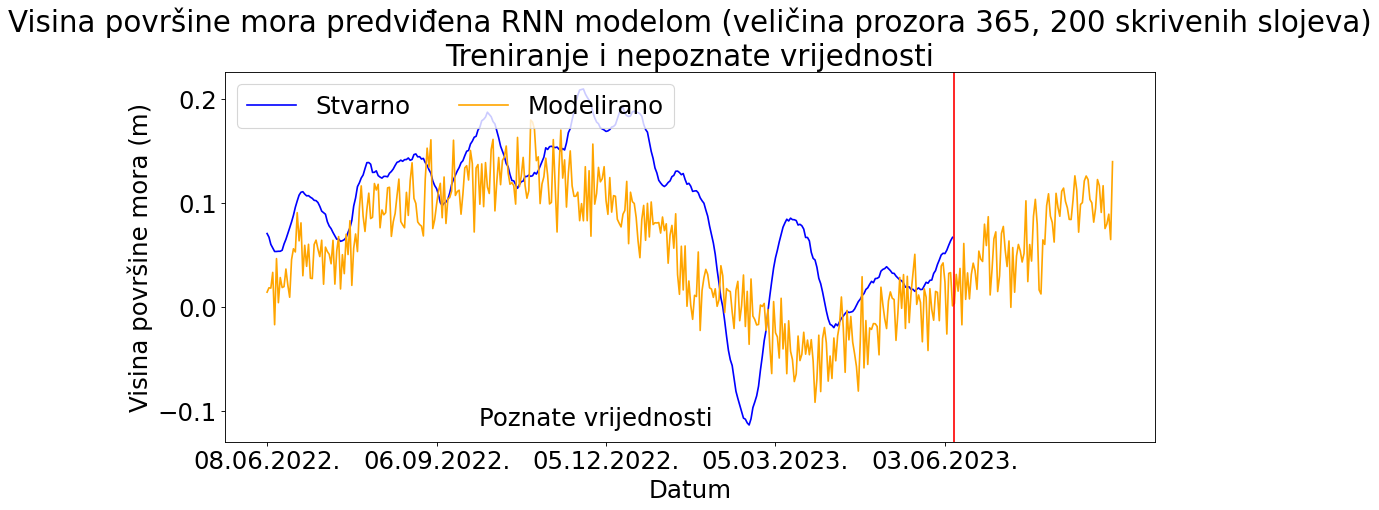 Visina površine mora predviđena RNN modelom (veličina prozora 365, 200 skrivenih slojeva)
Treniranje i nepoznate vrijednosti
Stvarno
Modelirano
Visina površine mora (m)
0.2
0.1
0.0
−0.1
Poznate vrijednosti
08.06.2022.
06.09.2022.
05.12.2022.
05.03.2023.
03.06.2023.
Datum